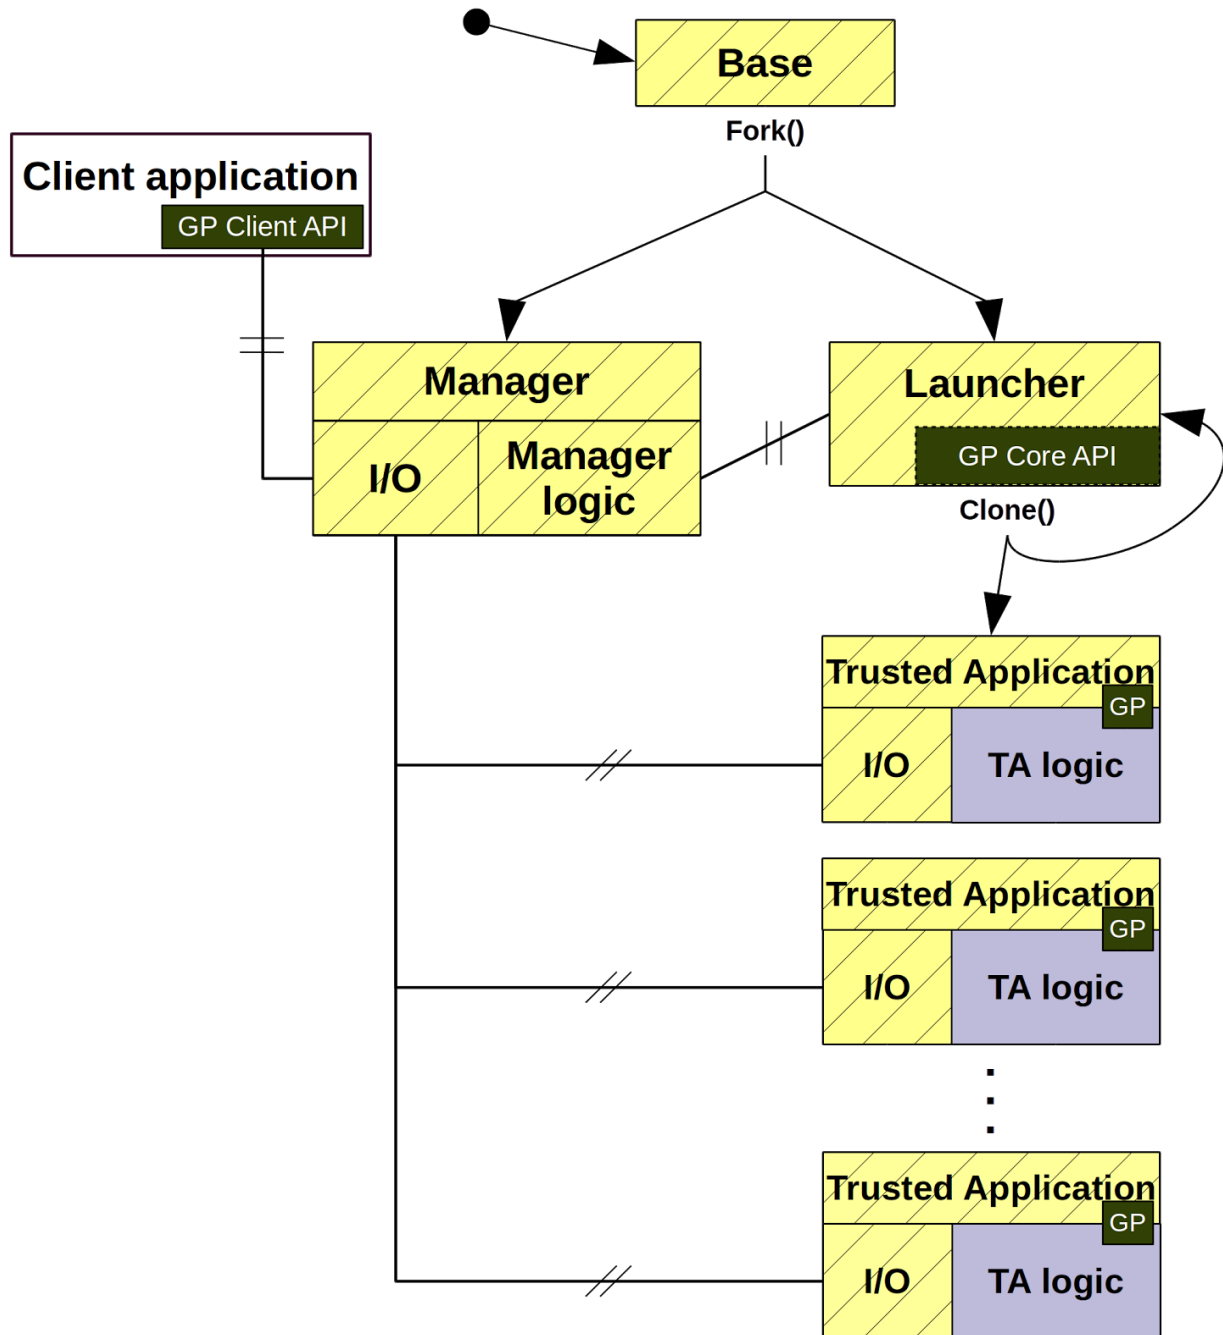 Base
Fork()
Client application
GP Client API
Manager
I/O
Manager
logic
Launcher
GP Core API
Clone()
Trusted Application
GP
I/O
TA logic
Trusted Application
GP
I/O
TA logic
Trusted Application
GP
I/O
TA logic